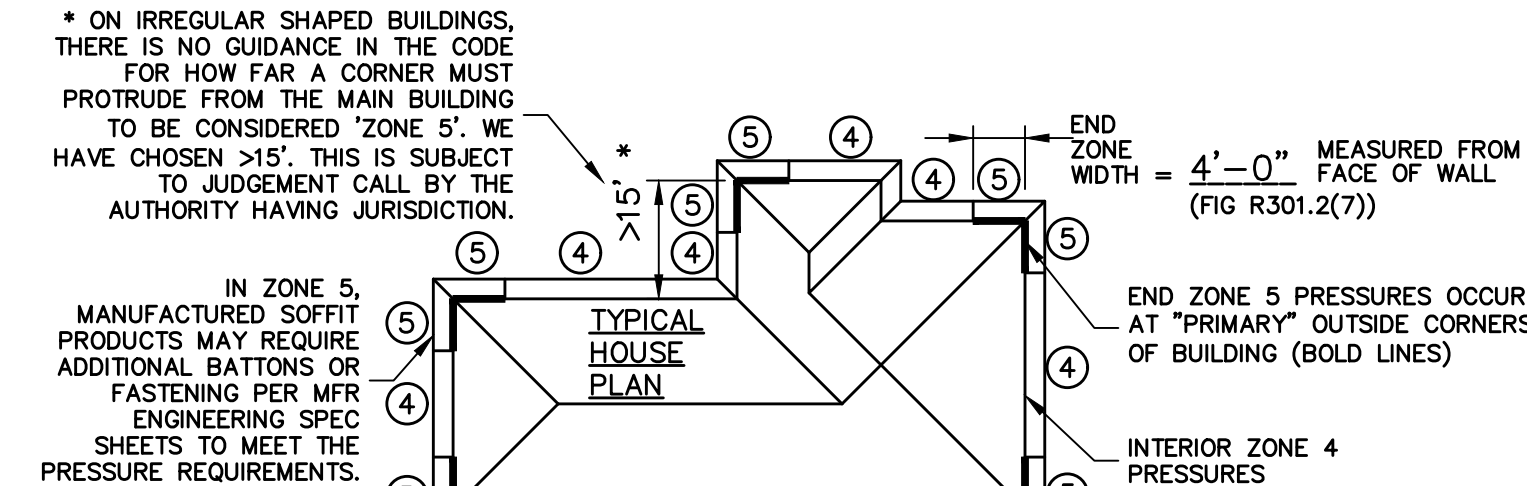 * ON IRREGULAR SHAPED BUILDINGS,
THERE IS NO GUIDANCE IN THE CODE
FOR HOW FAR A CORNER MUST
PROTRUDE FROM THE MAIN BUILDING
TO BE CONSIDERED 'ZONE 5'. WE
HAVE CHOSEN >15'. THIS IS SUBJECT
TO JUDGEMENT CALL BY THE
AUTHORITY HAVING JURISDICTION.
IN ZONE 5,
MANUFACTURED SOFFIT
PRODUCTS MAY REQUIRE
ADDITIONAL BATTONS OR
FASTENING PER MFR
ENGINEERING SPEC
SHEETS TO MEET THE
PRESSURE REQUIREMENTS.
5
4
5
4
5
4
>15' *
5
4
5
4
4
5
5
4
5
TYPICAL
HOUSE
PLAN
END
ZONE
WIDTH = 4'-0" MEASURED FROM
FACE OF WALL
(FIG R301.2(7))
END ZONE 5 PRESSURES OCCUR
AT "PRIMARY" OUTSIDE CORNERS
OF BUILDING (BOLD LINES)
INTERIOR ZONE 4
PRESSURES